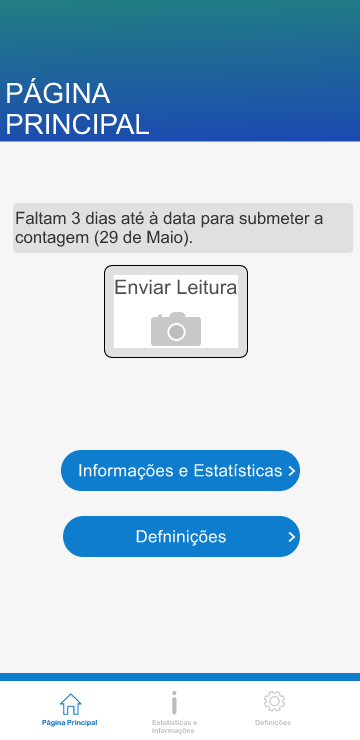 PÁGINA
PRINCIPAL
Faltam 3 dias até à data para submeter a
contagem (29 de Maio).
Enviar Leitura
Informações e Estatísticas
Defninições
Página Principal
Estatísticas e
Informações
Definições